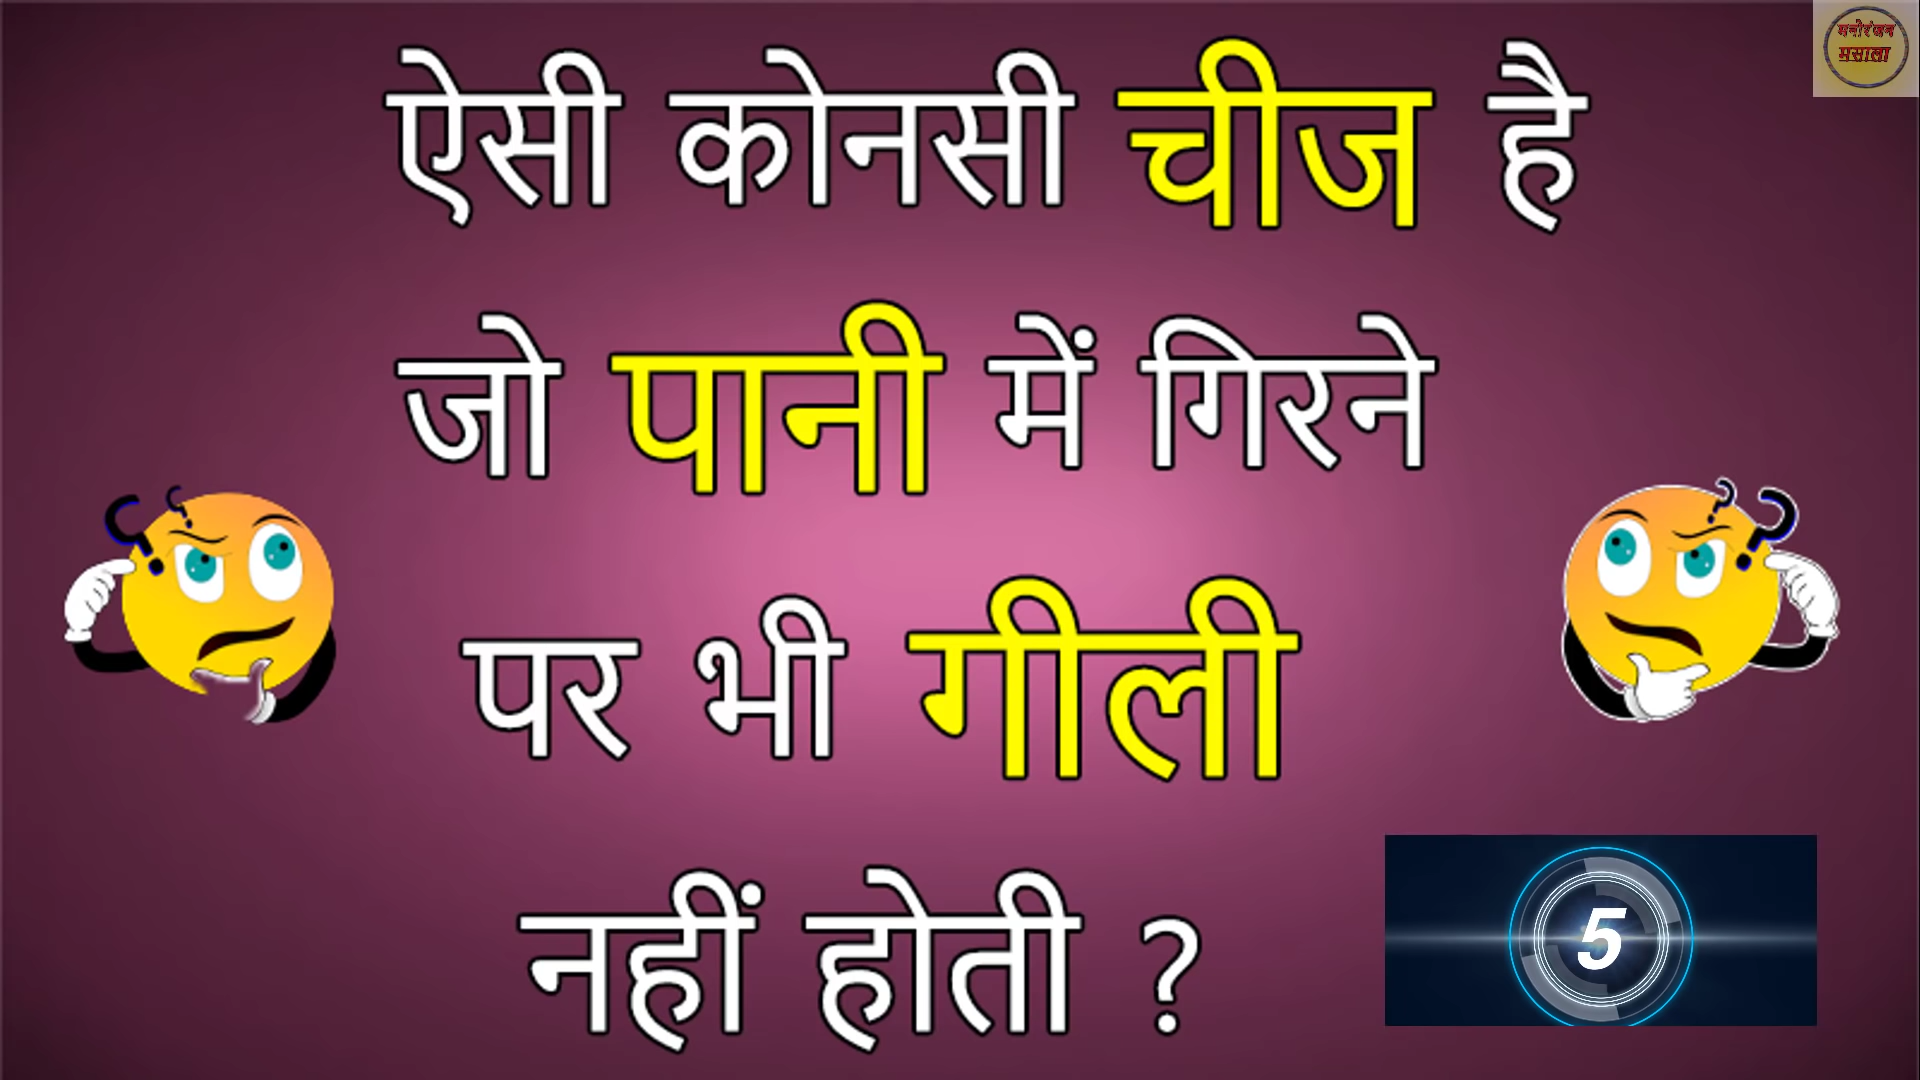 मनोरंजन
मसाला
ऐसी कोनसी चीज है
जो पानी में गिरने
पर भी गीली
नहीं होती ?
5